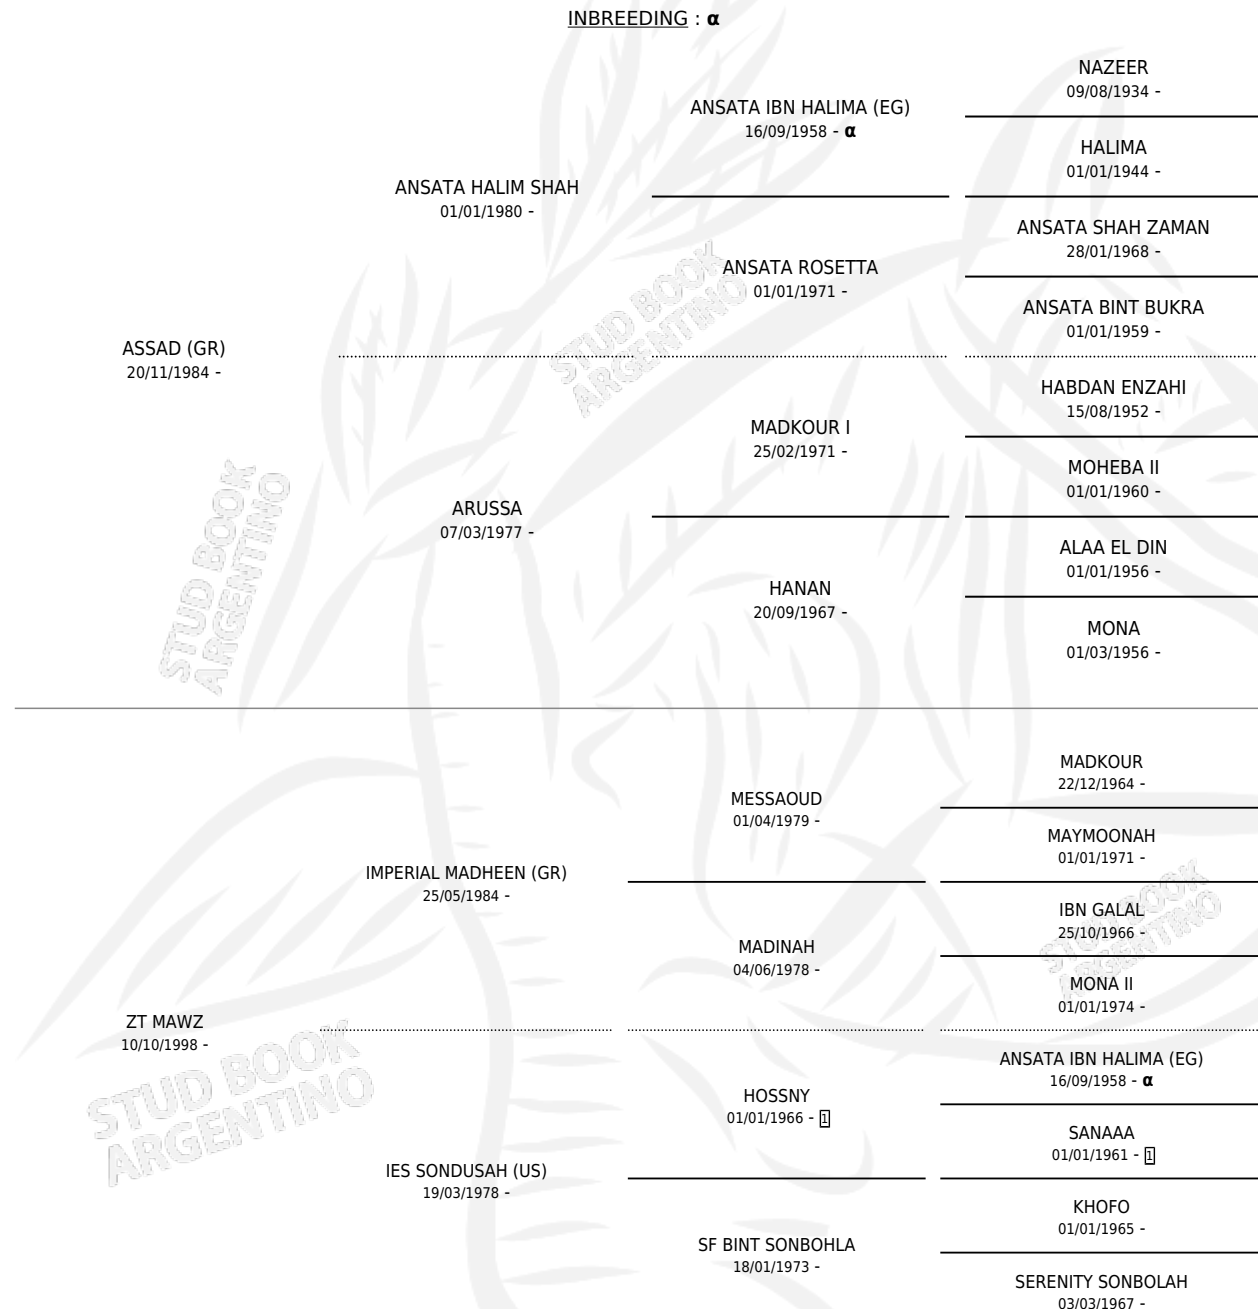 INBREEDING : α
NAZEER
09/08/1934 -
ANSATA IBN HALIMA (EG)
16/09/1958 - α
HALIMA
01/01/1944 -
ANSATA HALIM SHAH
01/01/1980 -
ANSATA SHAH ZAMAN
28/01/1968 -
ANSATA ROSETTA
01/01/1971 -
ANSATA BINT BUKRA
01/01/1959 -
ASSAD (GR)
20/11/1984 -
HABDAN ENZAHI
15/08/1952 -
MADKOUR I
25/02/1971 -
MOHEBA II
01/01/1960 -
ARUSSA
07/03/1977 -
ALAA EL DIN
01/01/1956 -
HANAN
20/09/1967 -
MONA
01/03/1956 -
MADKOUR
22/12/1964 -
MESSAOUD
01/04/1979 -
MAYMOONAH
01/01/1971 -
IMPERIAL MADHEEN (GR)
25/05/1984 -
IBN GALAL
25/10/1966 -
MADINAH
04/06/1978 -
MONA II
01/01/1974 -
ZT MAWZ
10/10/1998 -
ANSATA IBN HALIMA (EG)
16/09/1958 - α
HOSSNY
01/01/1966 - 1
SANAAA
01/01/1961 - 1
IES SONDUSAH (US)
19/03/1978 -
KHOFO
01/01/1965 -
SF BINT SONBOHLA
18/01/1973 -
SERENITY SONBOLAH
03/03/1967 -
STUD BOOK
ARGENTINO
STUD BOOK
ARGENTINO
STUD BOOK
ARGENTINO
STUD BOOK
ARGENTINO